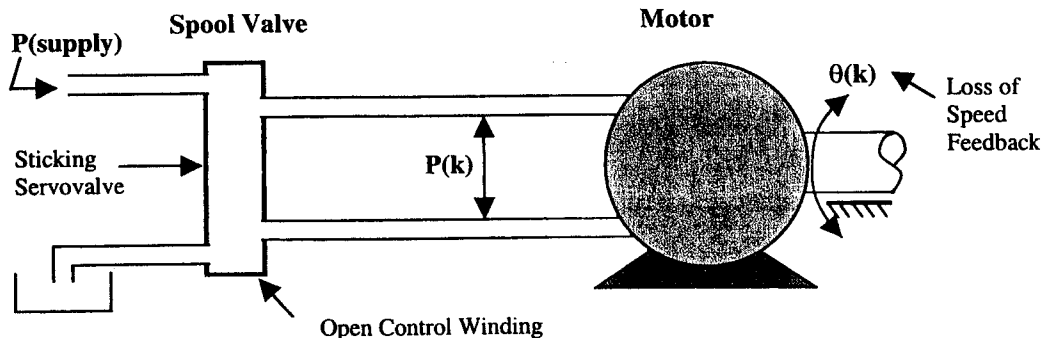 Spool Valve
Motor
P(supply)
θ(k)
Loss of
Speed
Feedback
Sticking
Servovalve
P(k)
Open Control Winding